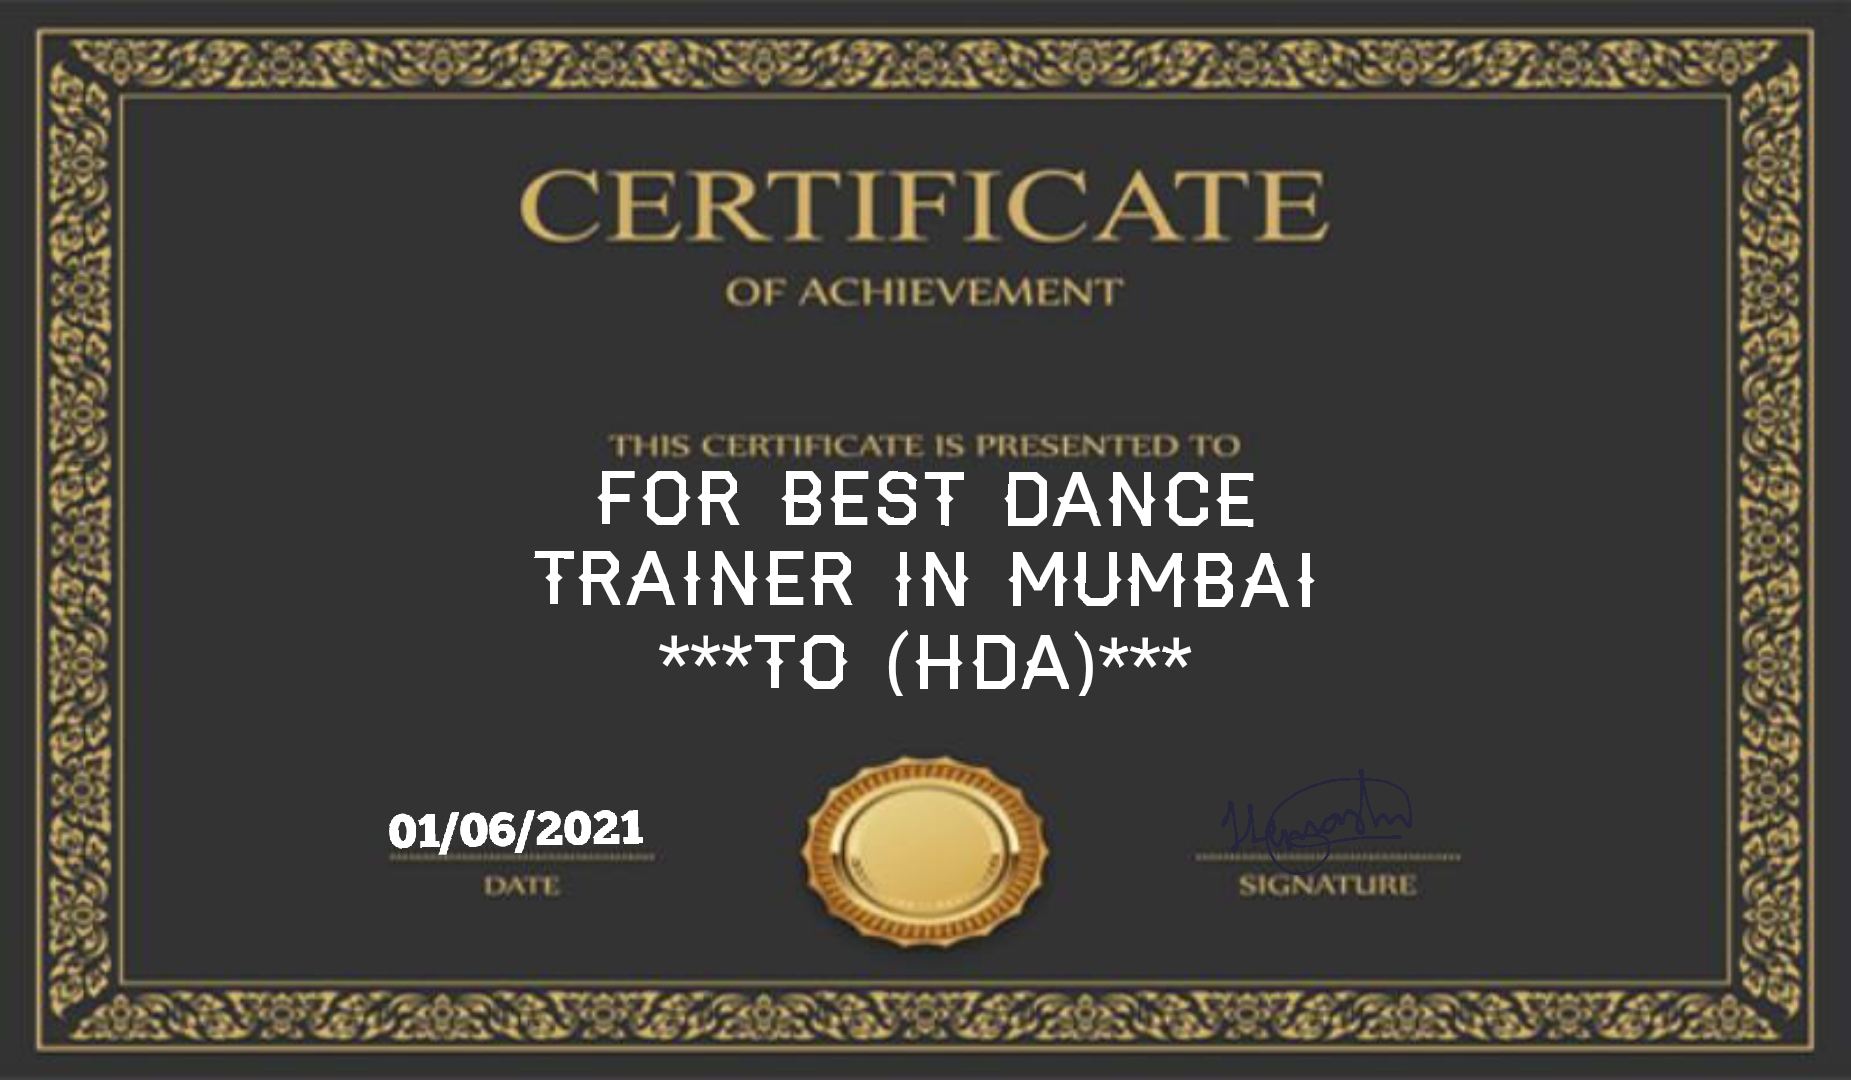 CERTIFICATE
OF ACHIEVEMENT
THIS CERTIFICATE IS PRESENTED TO
FOR BEST DANCE
TRAINER IN MUMBAI
***TO (HDA)***
01/06/2021
DATE
SIGNATURE